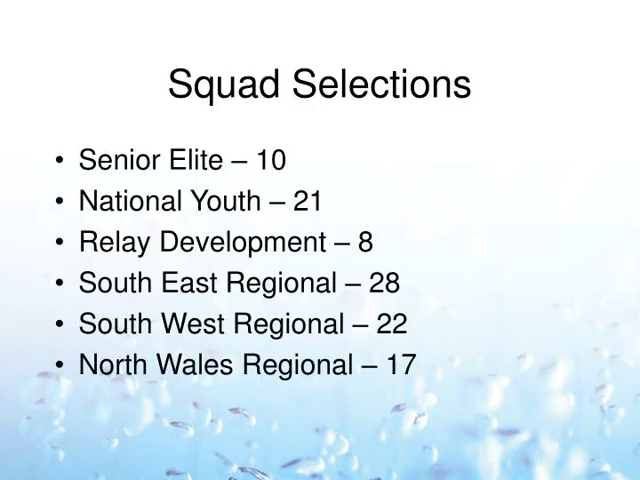 Squad Selections
• Senior Elite – 10
• National Youth – 21
• Relay Development – 8
• South East Regional – 28
• South West Regional – 22
• North Wales Regional – 17